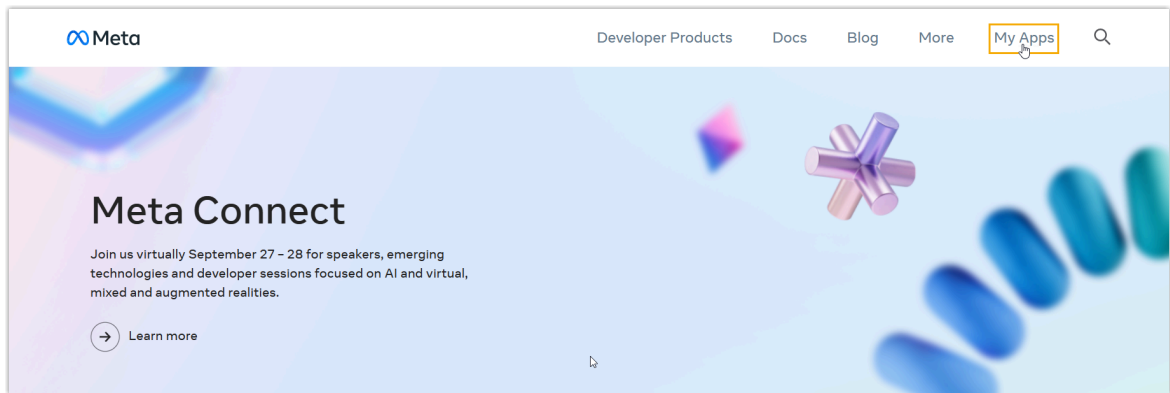 Meta
Developer Products Docs Blog More My Apps
Meta Connect
Join us virtually September 27 – 28 for speakers, emerging
technologies and developer sessions focused on AI and virtual,
mixed and augmented realities.
Learn more